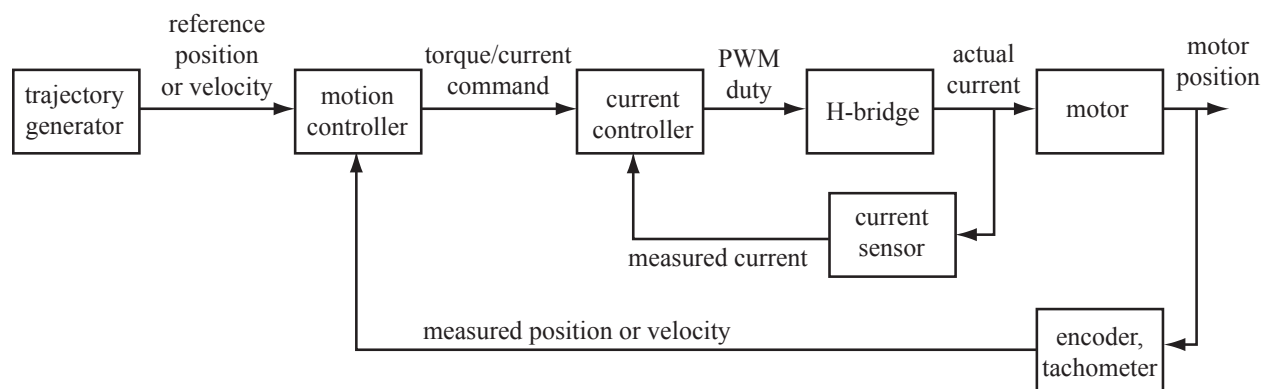 reference
position
or velocity
torque/current
command
PWM
duty
actual
current
motor
position
trajectory
generator
motion
controller
current
controller
H-bridge
motor
current
sensor
measured current
measured position or velocity
encoder,
tachometer